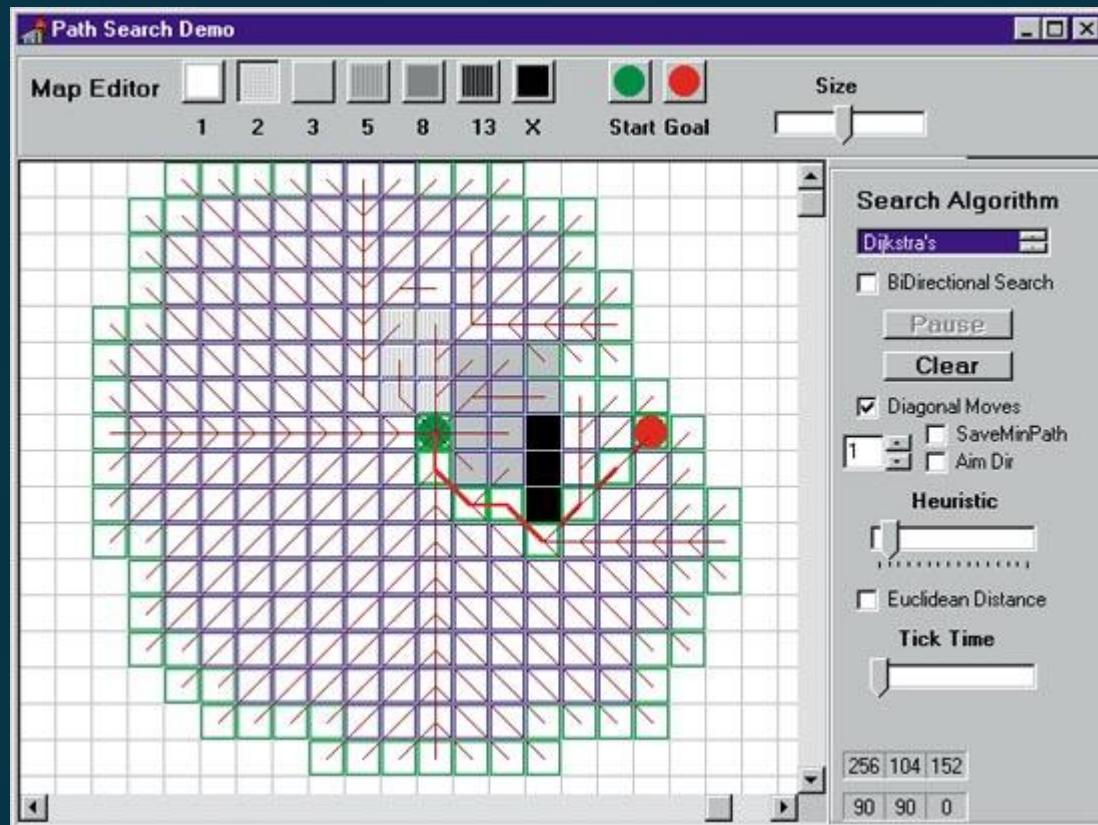 Path Search Demo
Map Editor
1 2 3 5 8 13 X
Start Goal
Size
Search Algorithm
Dijkstra's
BiDirectional Search
Pause
Clear
Diagonal Moves
1
SaveMinPath
Aim Dir
Heuristic
Euclidean Distance
Tick Time
256 104 152
90 90 0